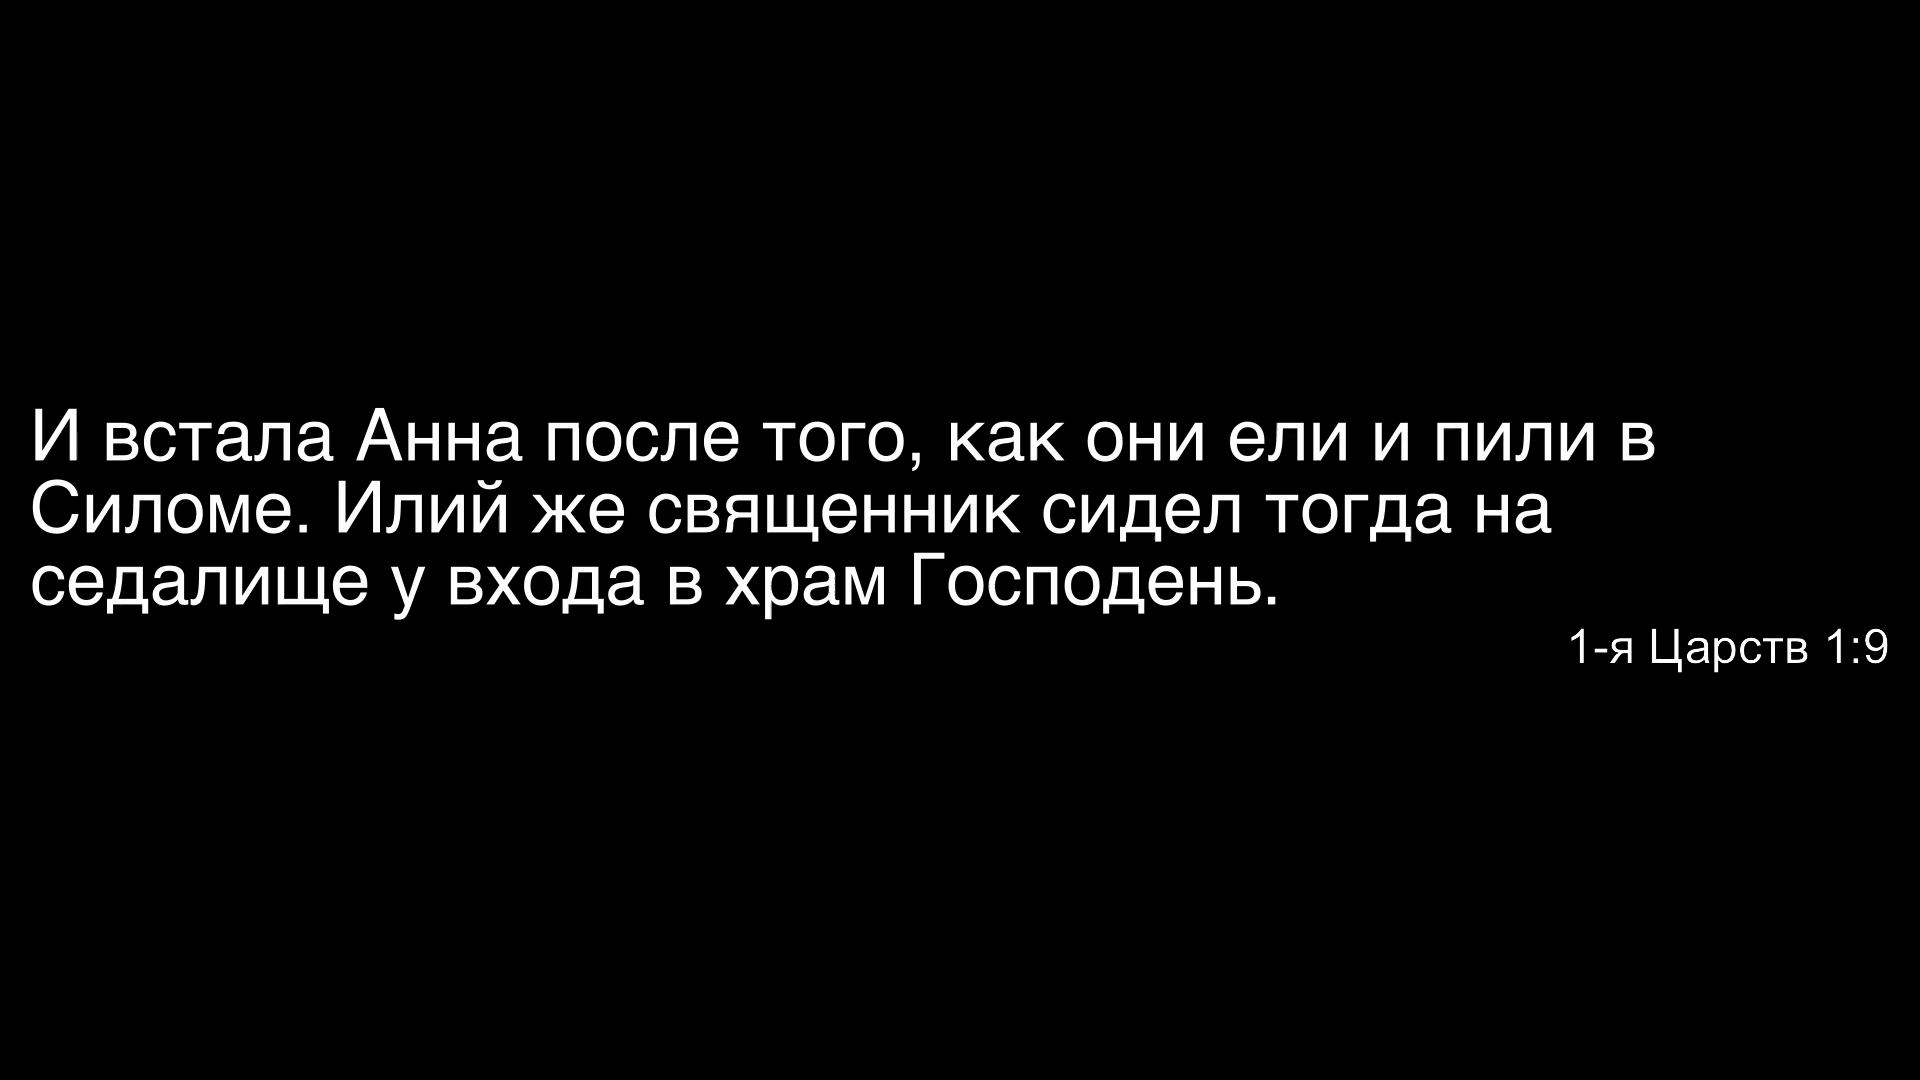 И встала Анна после того, как они ели и пили в
Силоме. Илий же священник сидел тогда на
седалище у входа в храм Господень.
1-я Царств 1:9